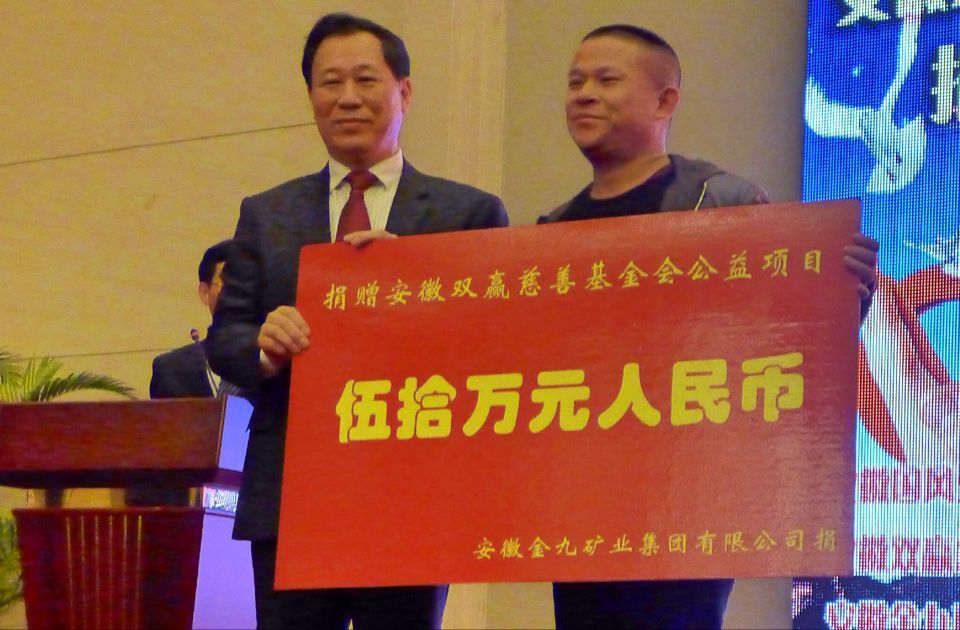 捐赠安徽双赢慈善基金会公益项目
伍拾万元人民币
安徽金九矿业集团有限公司捐